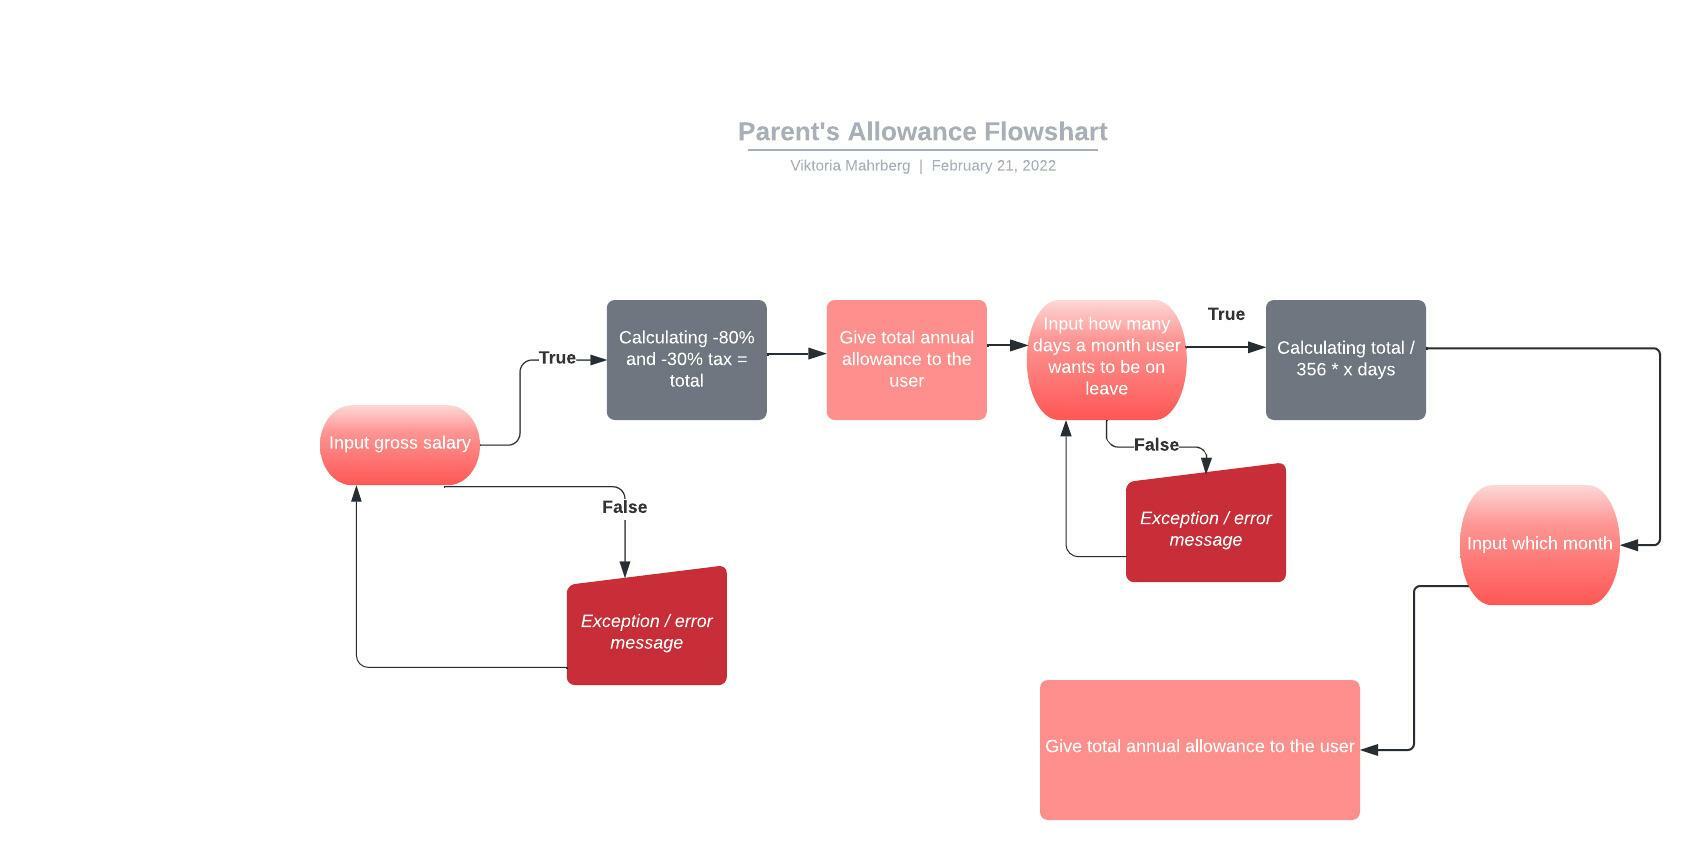 Parent's Allowance Flowshart
Viktoria Mahrberg | February 21, 2022
Input gross salary
True
Calculating -80%
and -30% tax =
total
Give total annual
allowance to the
user
Input how many
days a month user
wants to be on
leave
True
Calculating total /
356 * x days
False
Exception / error
message
False
Exception / error
message
Input which month
Give total annual allowance to the user